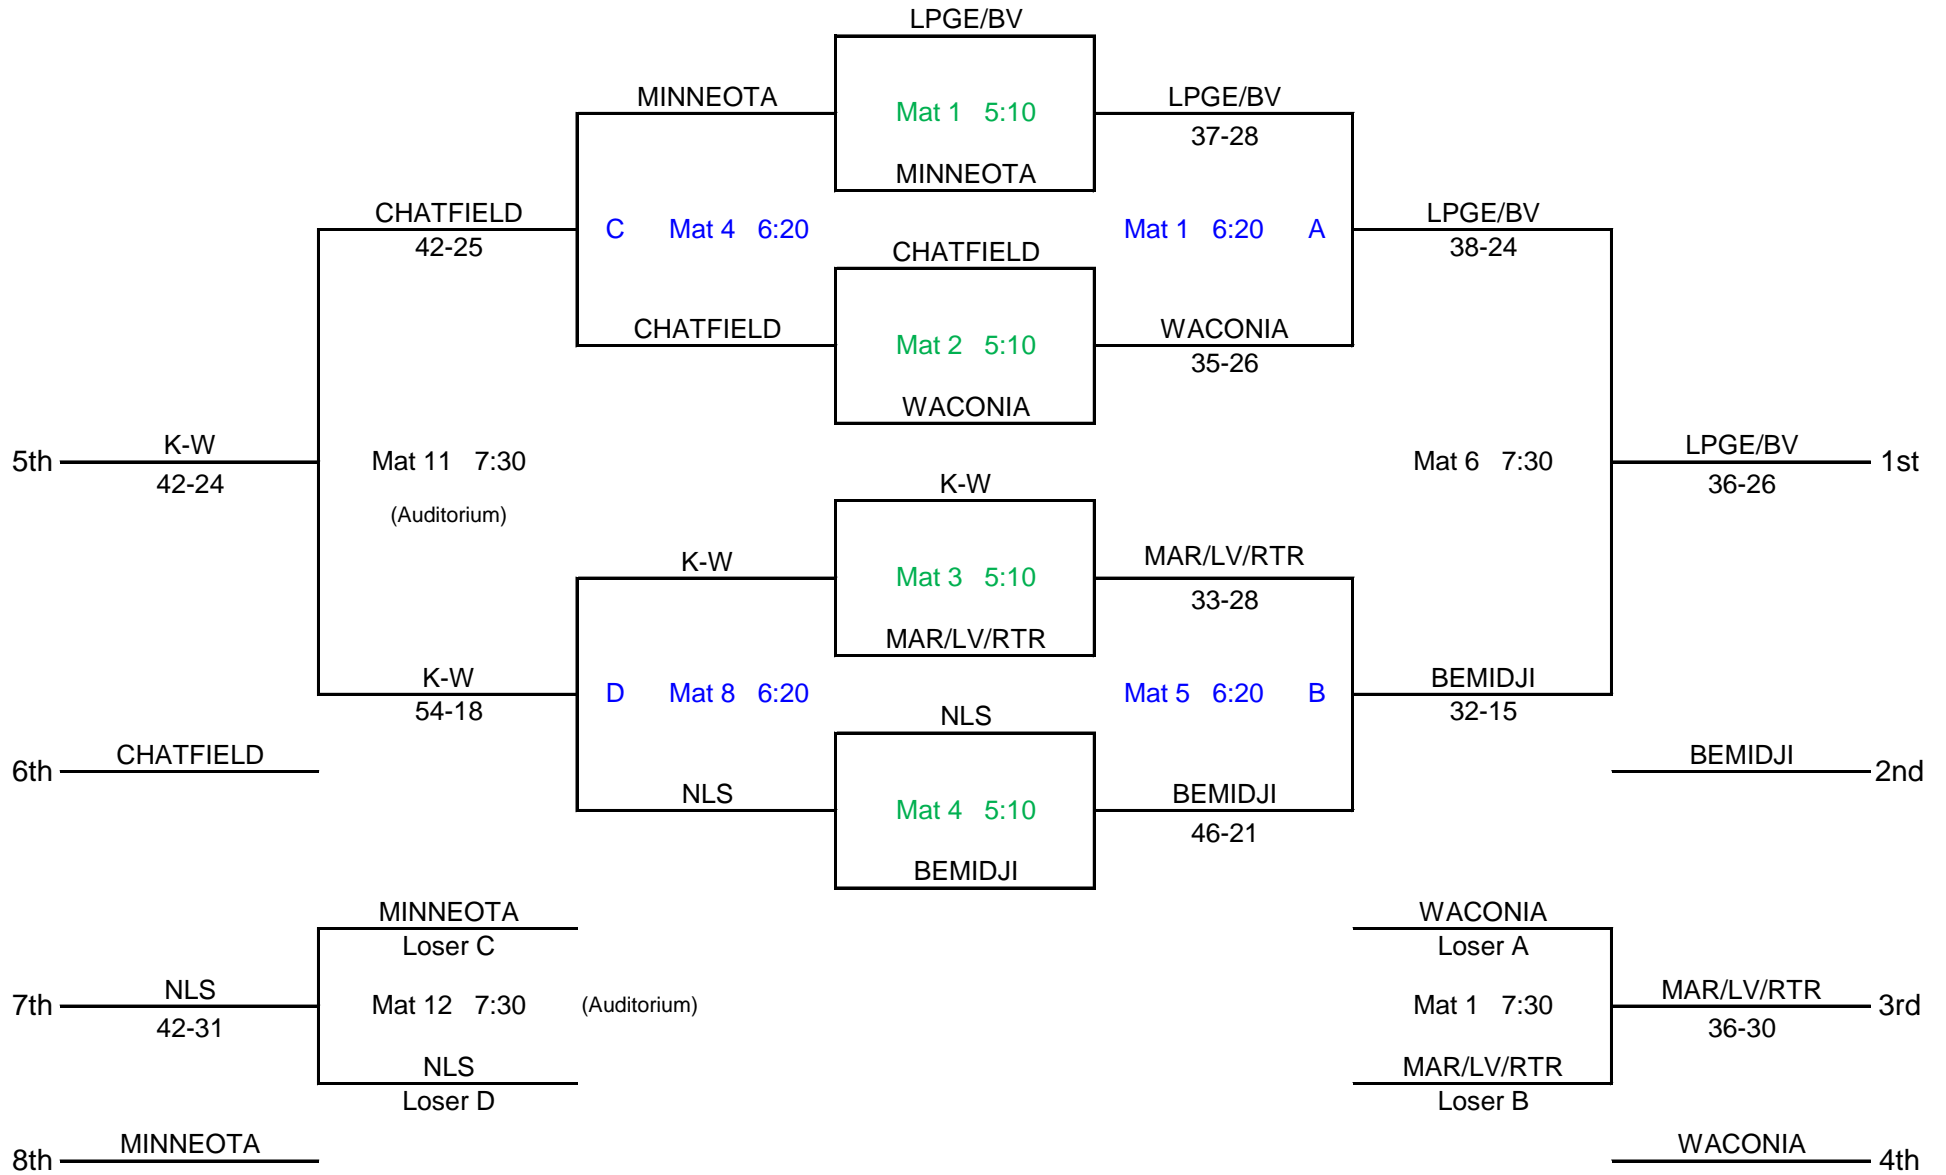 LPGE/BV
MINNEOTA
Mat 1 5:10
LPGE/BV
37-28
MINNEOTA
CHATFIELD
42-25
C Mat 4 6:20
Mat 1 6:20 A
LPGE/BV
38-24
CHATFIELD
CHATFIELD
Mat 2 5:10
WACONIA
35-26
WACONIA
5th
K-W
42-24
Mat 11 7:30
(Auditorium)
Mat 6 7:30
LPGE/BV
36-26
1st
K-W
K-W
Mat 3 5:10
MAR/LV/RTR
33-28
MAR/LV/RTR
K-W
54-18
D Mat 8 6:20
Mat 5 6:20 B
BEMIDJI
32-15
NLS
6th
CHATFIELD
BEMIDJI
2nd
NLS
Mat 4 5:10
BEMIDJI
46-21
BEMIDJI
MINNEOTA
Loser C
WACONIA
Loser A
7th
NLS
42-31
Mat 12 7:30
(Auditorium)
Mat 1 7:30
MAR/LV/RTR
36-30
3rd
NLS
Loser D
MAR/LV/RTR
Loser B
8th
MINNEOTA
WACONIA
4th